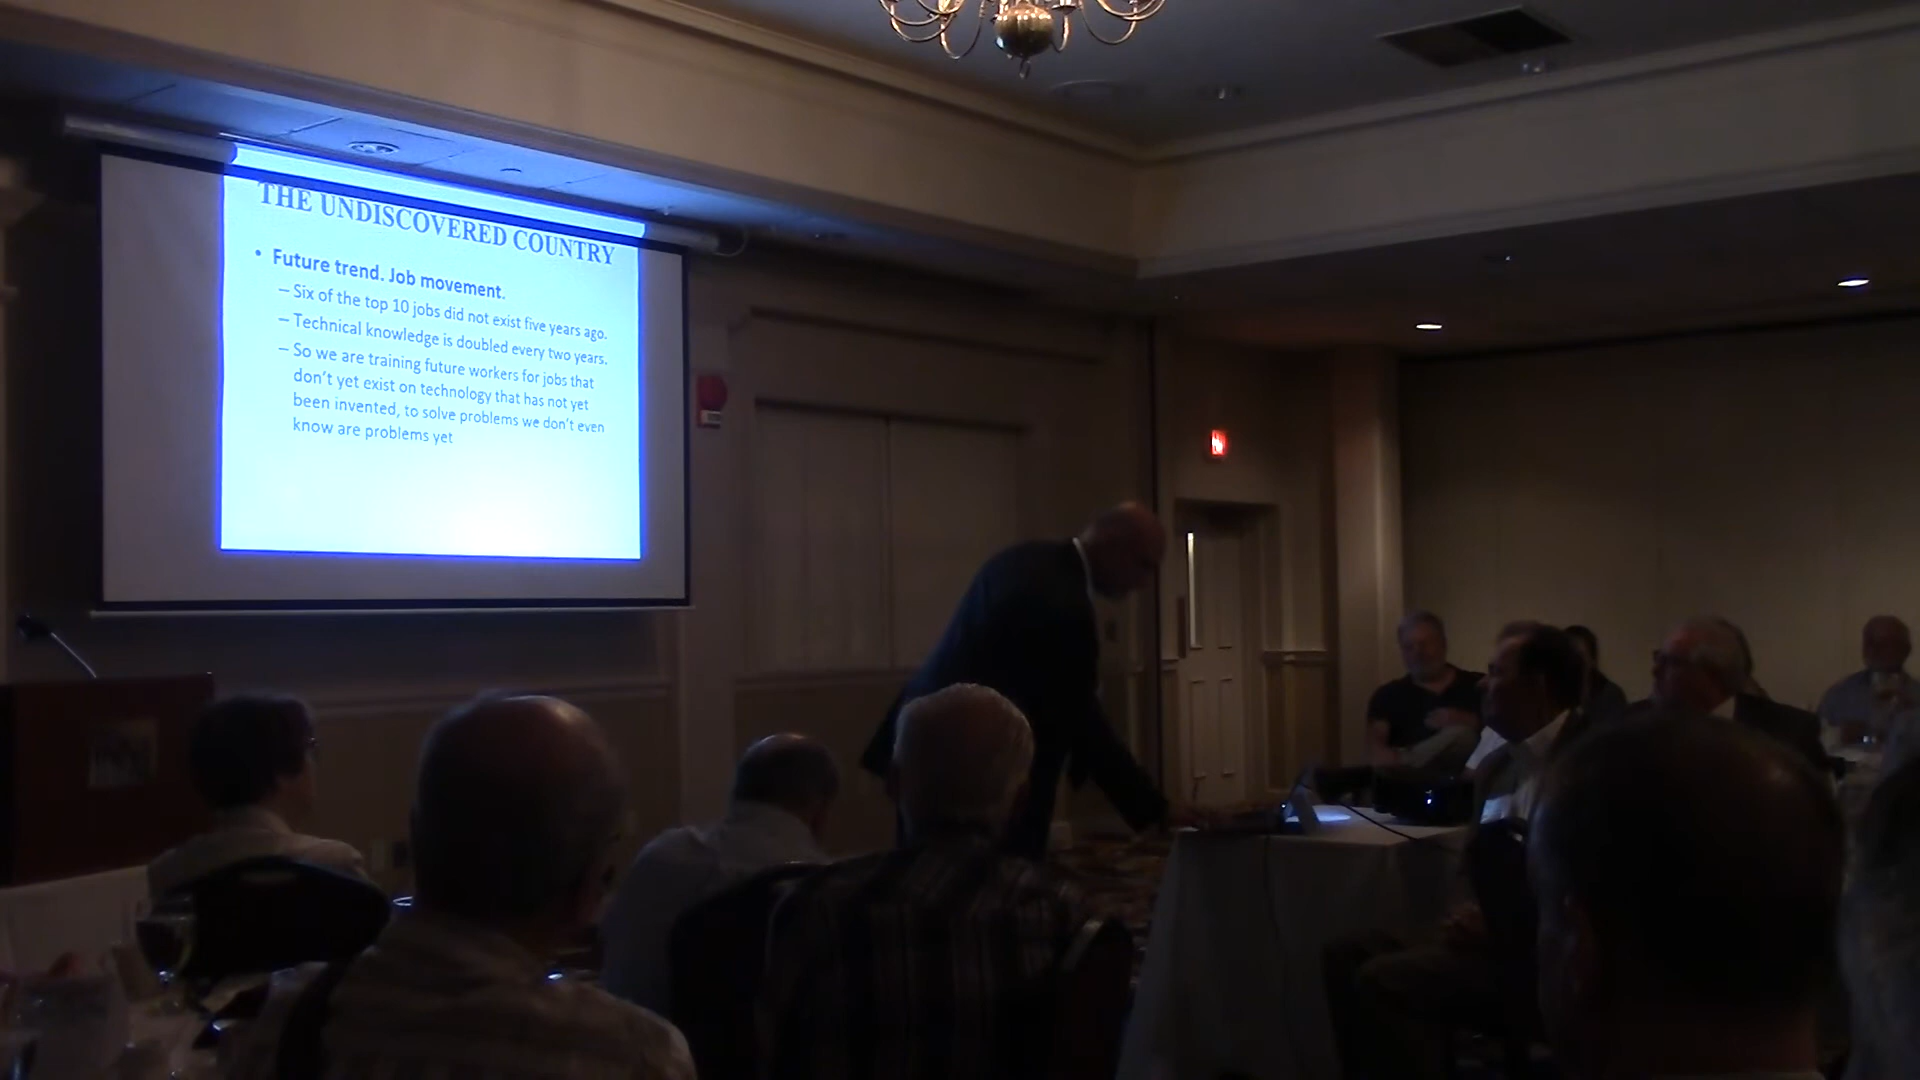 THE UNDISCOVERED COUNTRY
• Future trend. Job movement.
– Six of the top 10 jobs did not exist five years ago.
– Technical knowledge is doubled every two years.
– So we are training future workers for jobs that
don't yet exist on technology that has not yet
been invented, to solve problems we don't even
know are problems yet